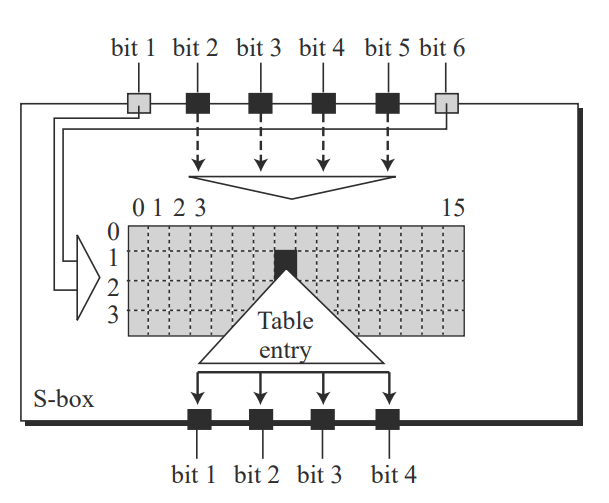 bit 1 bit 2 bit 3 bit 4 bit 5 bit 6
0 1 2 3 15
0
1
2
3
Table
entry
S-box
bit 1 bit 2 bit 3 bit 4